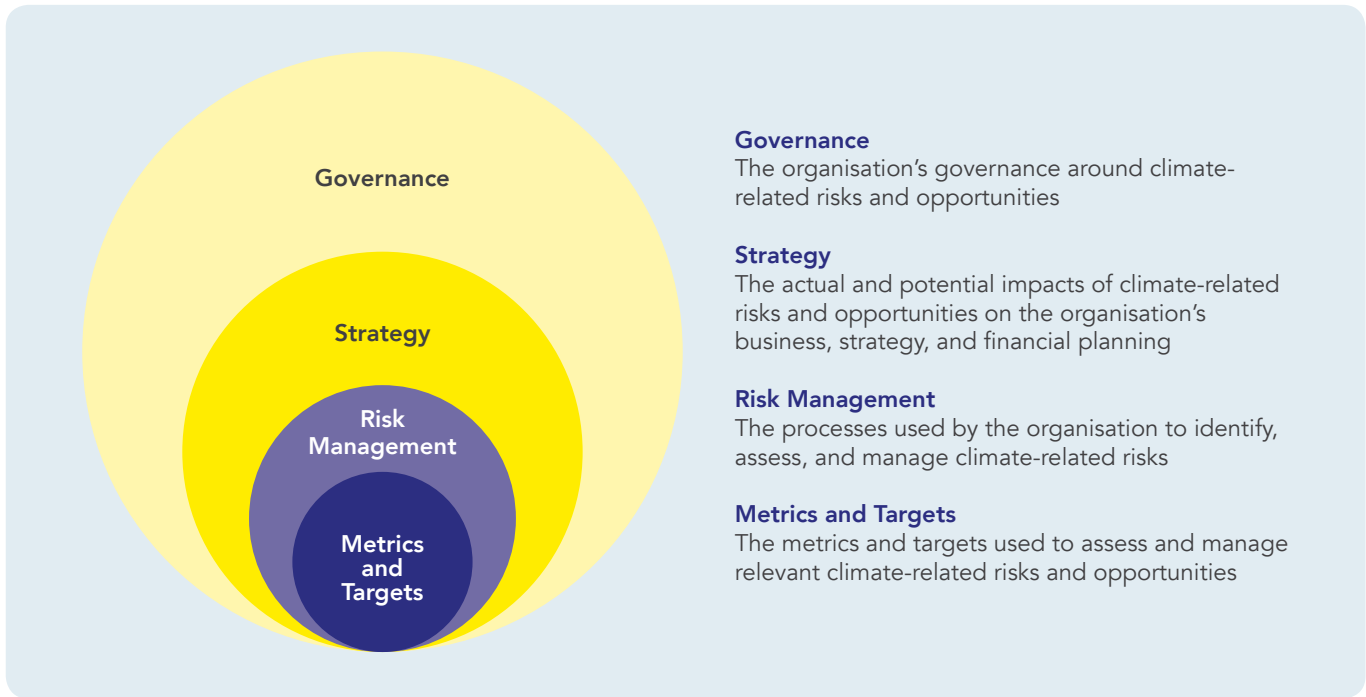 Governance
Strategy
Risk
Management
Metrics
and
Targets
Governance
The organisation’s governance around climate-
related risks and opportunities
Strategy
The actual and potential impacts of climate-related
risks and opportunities on the organisation’s
business, strategy, and financial planning
Risk Management
The processes used by the organisation to identify,
assess, and manage climate-related risks
Metrics and Targets
The metrics and targets used to assess and manage
relevant climate-related risks and opportunities